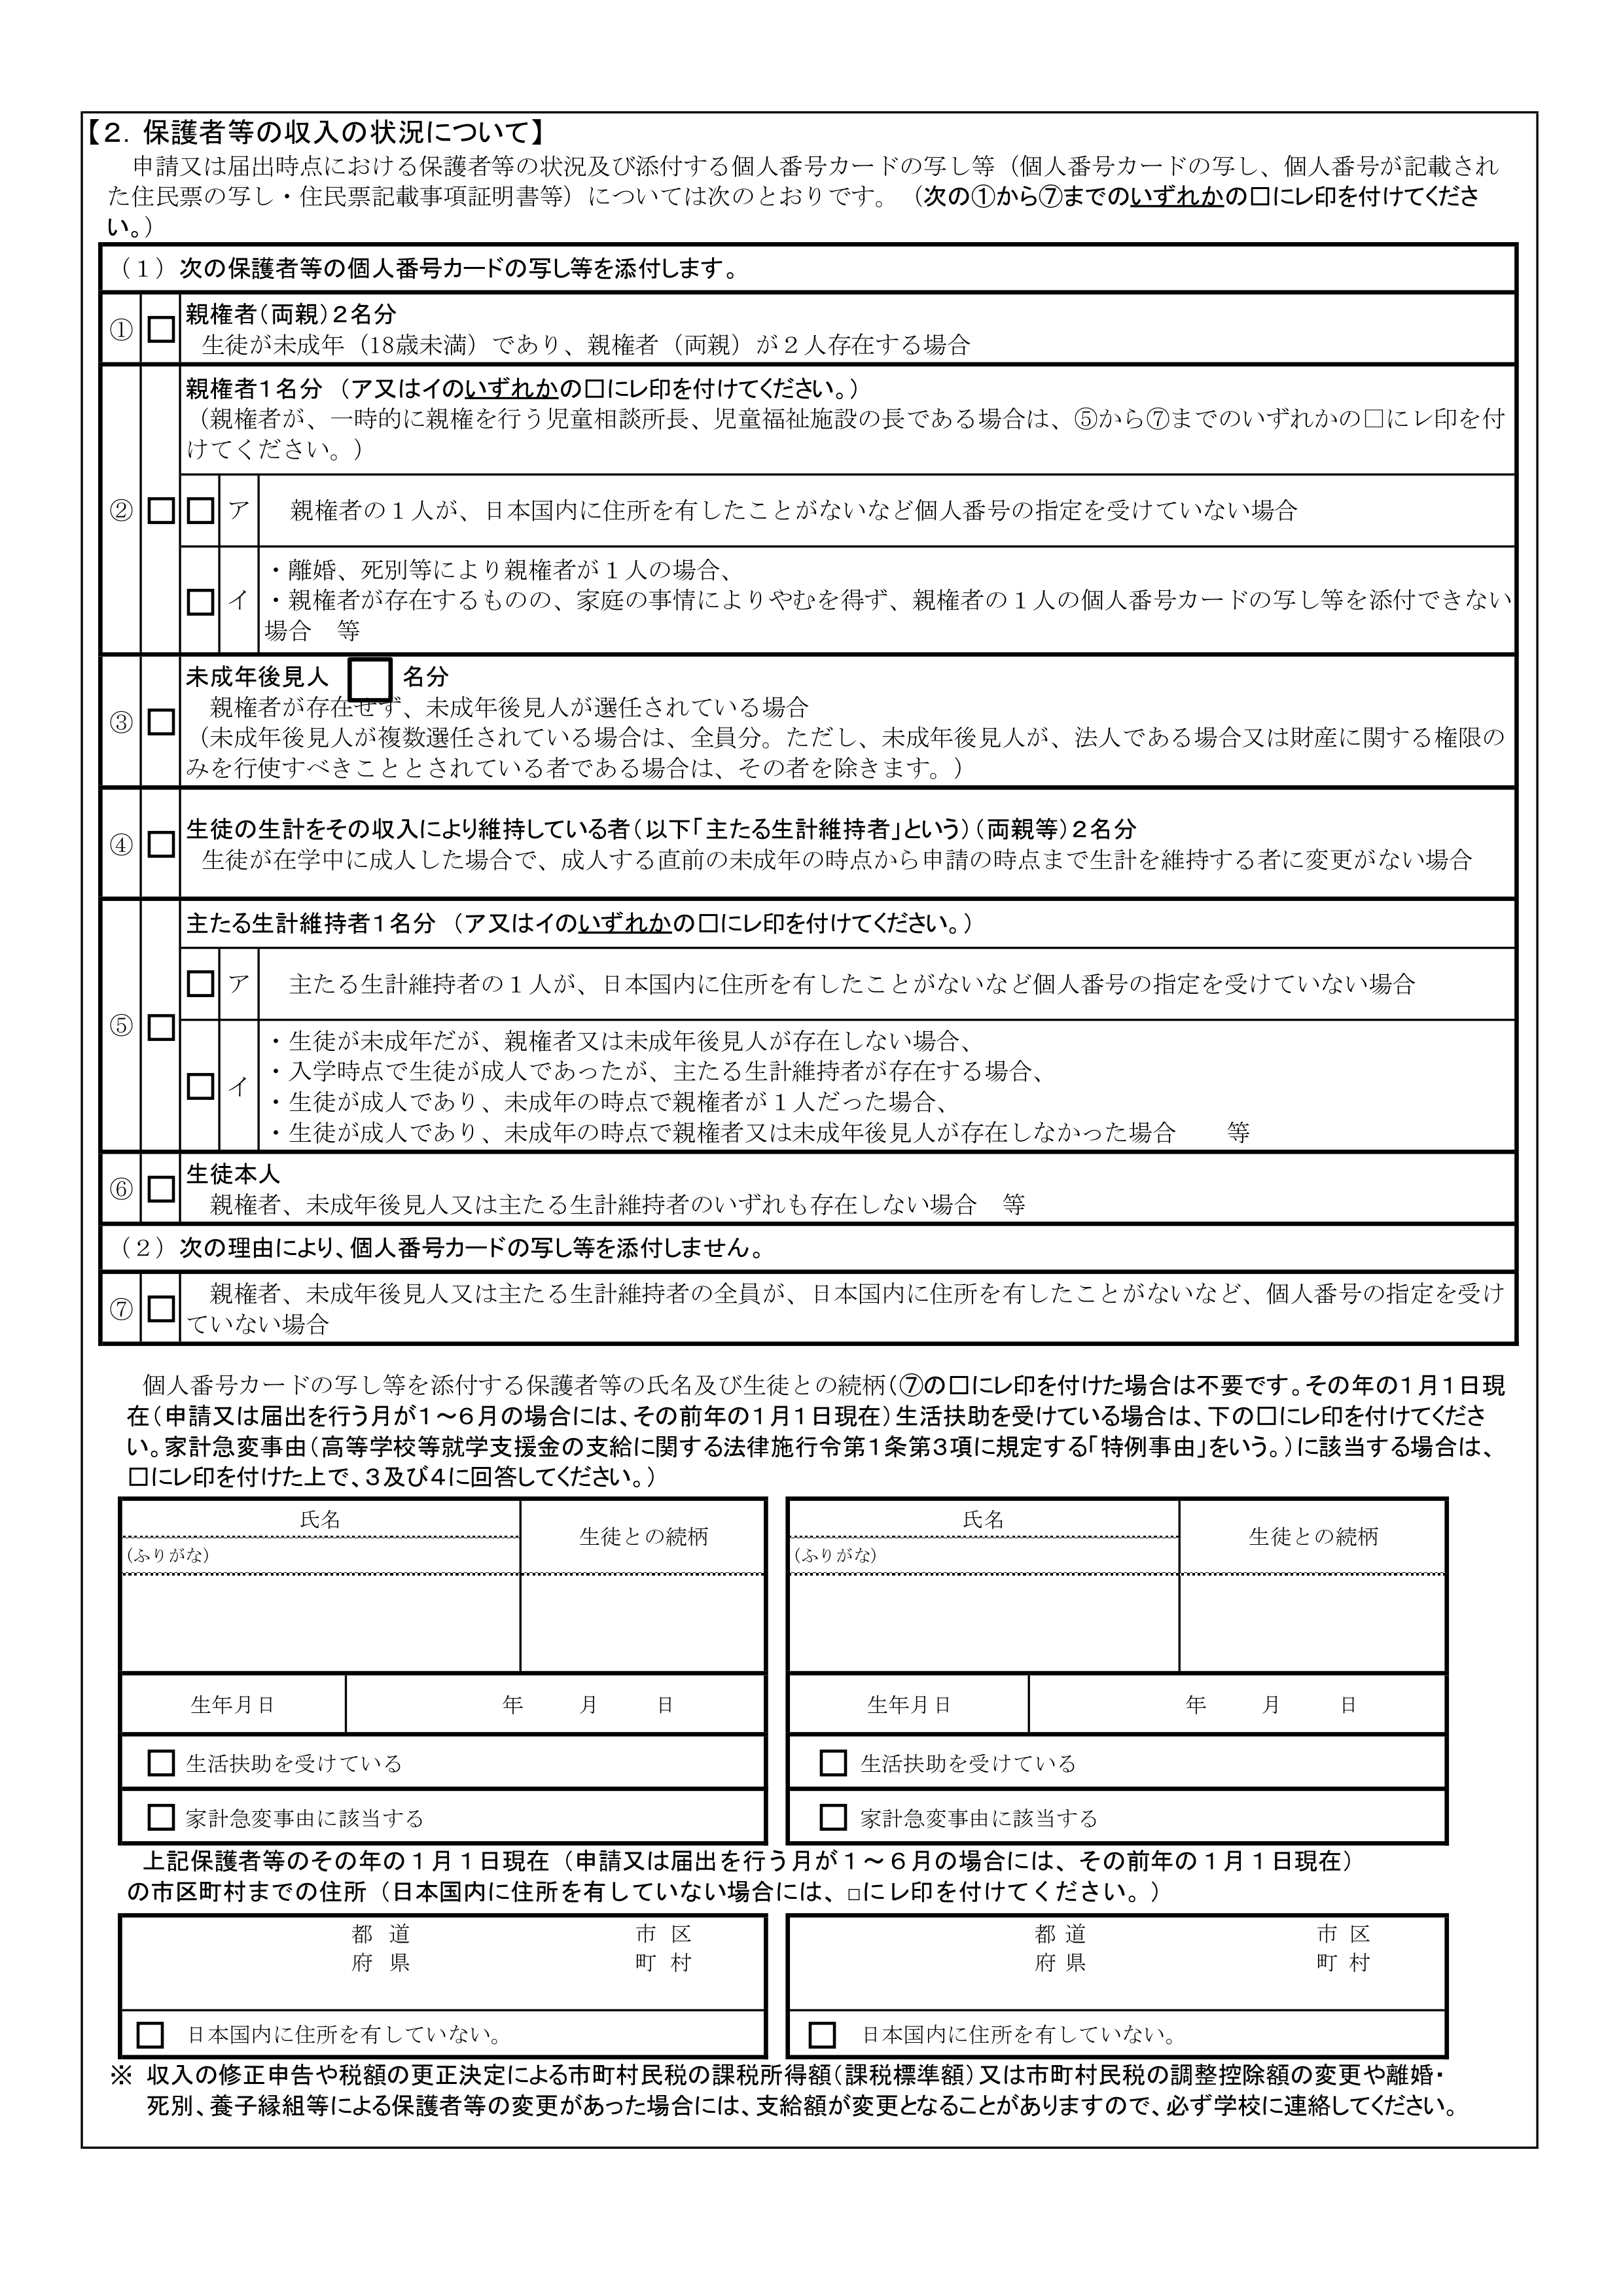 【２．保護者等の収入の状況について】
申請又は届出時点における保護者等の状況及び添付する個人番号カードの写し等（個人番号カードの写し、個人番号が記載され
た住民票の写し・住民票記載事項証明書等）については次のとおりです。（次の①から⑦までのいずれかの□にレ印を付けてくださ
い。）
（１）次の保護者等の個人番号カードの写し等を添付します。
① □ 親権者（両親）２名分
生徒が未成年（18歳未満）であり、親権者（両親）が２人存在する場合
親権者１名分（ア又はイのいずれかの□にレ印を付けてください。）
（親権者が、一時的に親権を行う児童相談所長、児童福祉施設の長である場合は、⑤から⑦までのいずれかの□にレ印を付
けてください。）
② □ □ ア 親権者の１人が、日本国内に住所を有したことがないなど個人番号の指定を受けていない場合
・離婚、死別等により親権者が１人の場合、
□ イ ・親権者が存在するものの、家庭の事情によりやむを得ず、親権者の１人の個人番号カードの写し等を添付できない
場合　等
未成年後見人 □ 名分
親権者が存在せず、未成年後見人が選任されている場合
③ □ （未成年後見人が複数選任されている場合は、全員分。ただし、未成年後見人が、法人である場合又は財産に関する権限の
みを行使すべきこととされている者である場合は、その者を除きます。）
④ □ 生徒の生計をその収入により維持している者（以下「主たる生計維持者」という）（両親等）２名分
生徒が在学中に成人した場合で、成人する直前の未成年の時点から申請の時点まで生計を維持する者に変更がない場合
主たる生計維持者１名分（ア又はイのいずれかの□にレ印を付けてください。）
□ ア 主たる生計維持者の１人が、日本国内に住所を有したことがないなど個人番号の指定を受けていない場合
⑤ □
・生徒が未成年だが、親権者又は未成年後見人が存在しない場合、
・入学時点で生徒が成人であったが、主たる生計維持者が存在する場合、
□ イ ・生徒が成人であり、未成年の時点で親権者が１人だった場合、
・生徒が成人であり、未成年の時点で親権者又は未成年後見人が存在しなかった場合　　等
⑥ □ 生徒本人
親権者、未成年後見人又は主たる生計維持者のいずれも存在しない場合　等
（２）次の理由により、個人番号カードの写し等を添付しません。
⑦ □ 親権者、未成年後見人又は主たる生計維持者の全員が、日本国内に住所を有したことがないなど、個人番号の指定を受け
ていない場合
個人番号カードの写し等を添付する保護者等の氏名及び生徒との続柄（⑦の□にレ印を付けた場合は不要です。その年の１月１日現
在（申請又は届出を行う月が１～６月の場合には、その前年の１月１日現在）生活扶助を受けている場合は、下の□にレ印を付けてくださ
い。家計急変事由（高等学校等就学支援金の支給に関する法律施行令第１条第３項に規定する「特例事由」をいう。）に該当する場合は、
□にレ印を付けた上で、３及び４に回答してください。）
氏名 生徒との続柄 氏名 生徒との続柄
（ふりがな） （ふりがな）
生年月日 年 月 日 生年月日 年 月 日
□ 生活扶助を受けている □ 生活扶助を受けている
□ 家計急変事由に該当する □ 家計急変事由に該当する
上記保護者等のその年の１月１日現在（申請又は届出を行う月が１～６月の場合には、その前年の１月１日現在）
の市区町村までの住所（日本国内に住所を有していない場合には、□にレ印を付けてください。）
都 道 市 区 都 道 市 区
府 県 町 村 府 県 町 村
□ 日本国内に住所を有していない。 □ 日本国内に住所を有していない。
※ 収入の修正申告や税額の更正決定による市町村民税の課税所得額（課税標準額）又は市町村民税の調整控除額の変更や離婚・
死別、養子縁組等による保護者等の変更があった場合には、支給額が変更となることがありますので、必ず学校に連絡してください。